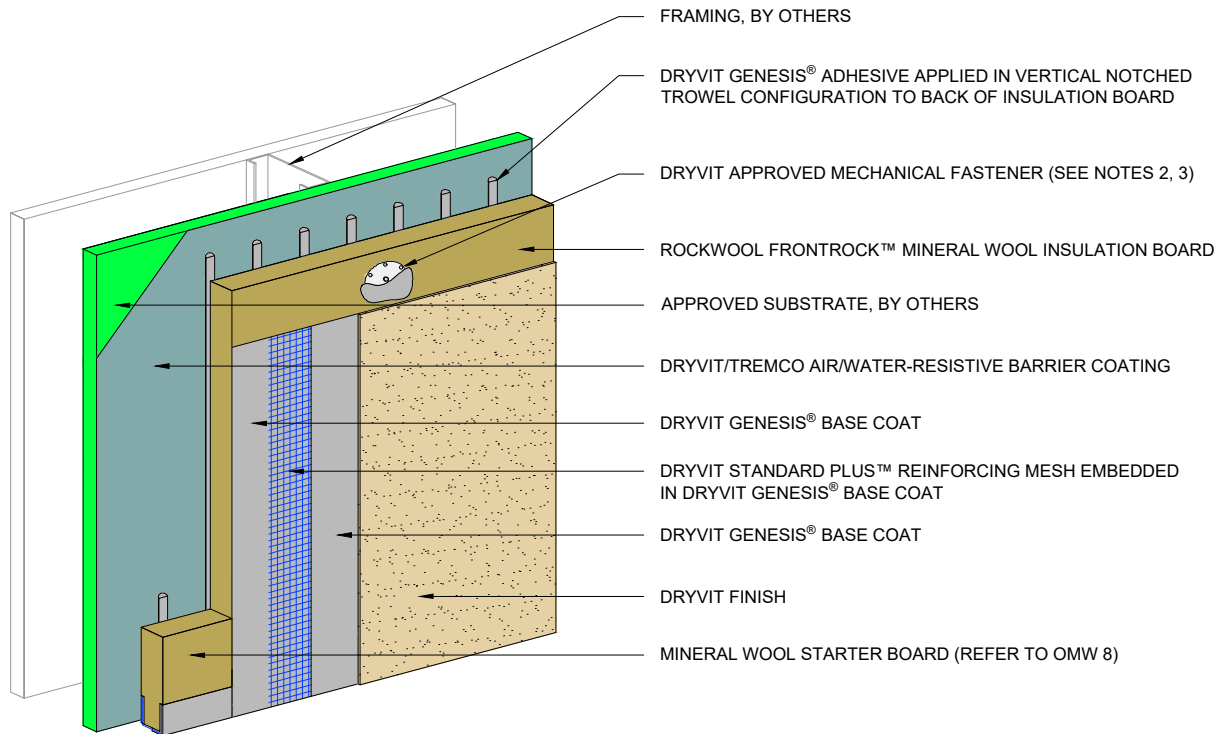 FRAMING, BY OTHERS
DRYVIT GENESIS® ADHESIVE APPLIED IN VERTICAL NOTCHED
TROWEL CONFIGURATION TO BACK OF INSULATION BOARD
DRYVIT APPROVED MECHANICAL FASTENER (SEE NOTES 2, 3)
ROCKWOOL FRONTROCK™ MINERAL WOOL INSULATION BOARD
APPROVED SUBSTRATE, BY OTHERS
DRYVIT/TREMCO AIR/WATER-RESISTIVE BARRIER COATING
DRYVIT GENESIS® BASE COAT
DRYVIT STANDARD PLUS™ REINFORCING MESH EMBEDDED
IN DRYVIT GENESIS® BASE COAT
DRYVIT GENESIS® BASE COAT
DRYVIT FINISH
MINERAL WOOL STARTER BOARD (REFER TO OMW 8)